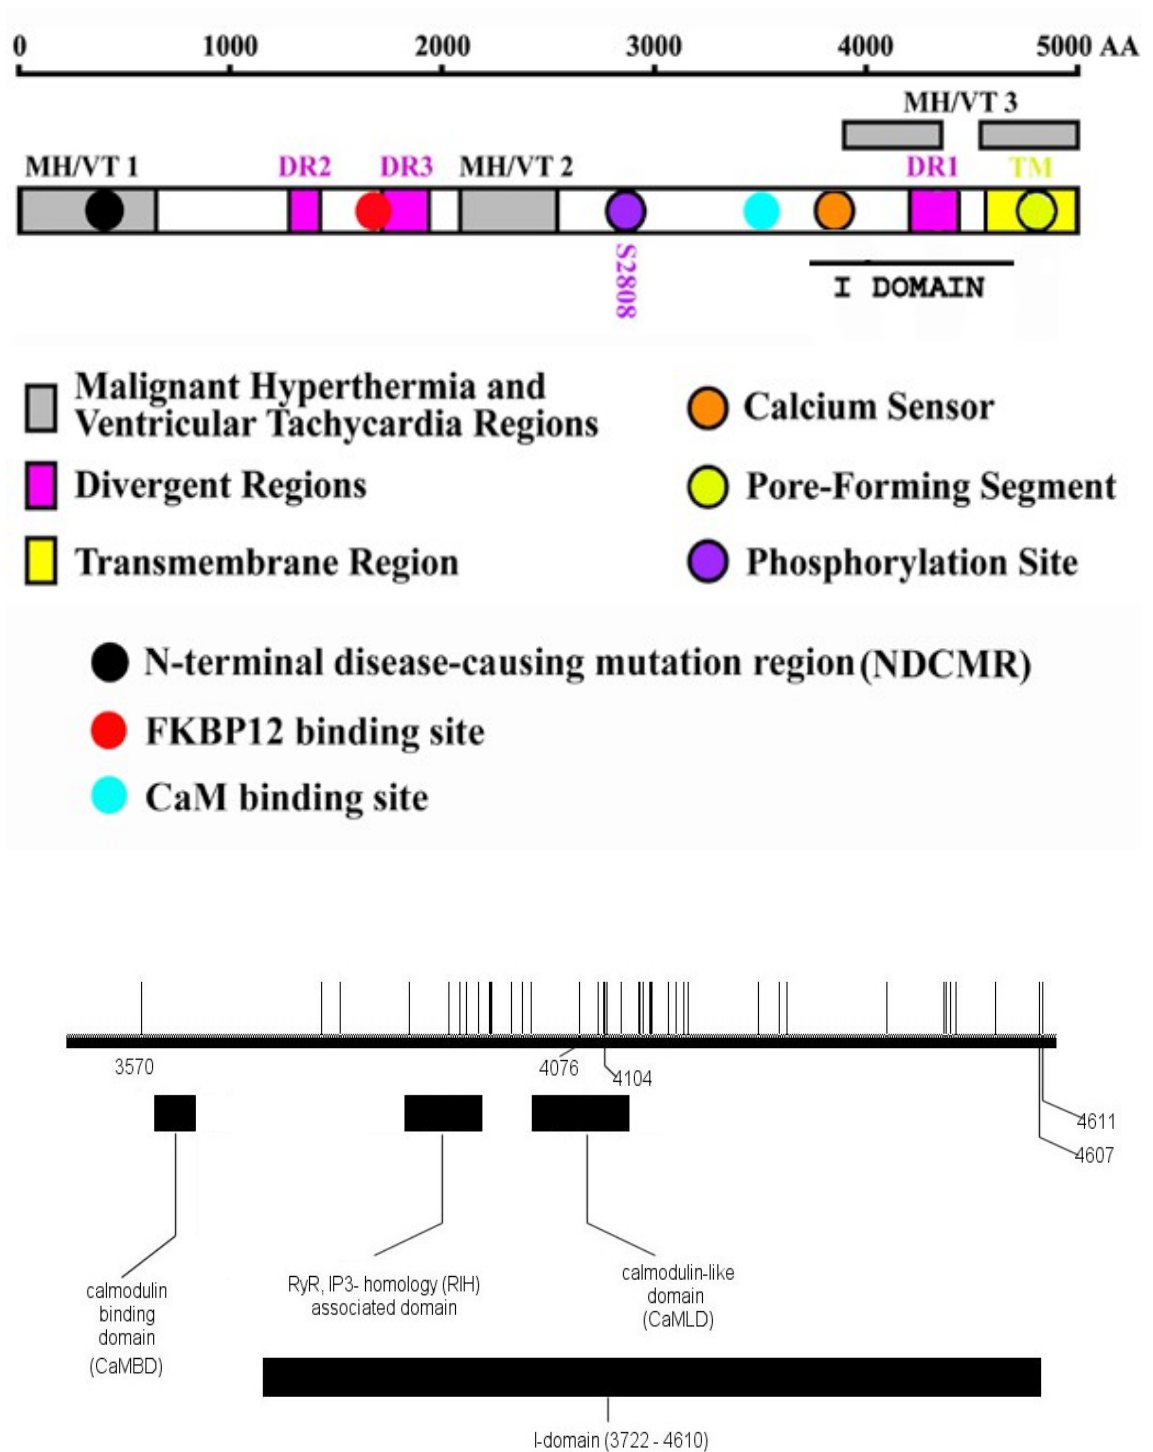 0 1000 2000 3000 4000 5000 AA
MH/VT 3
MH/VT 1 DR2 DR3 MH/VT 2 DR1 TM
S2808
I DOMAIN
Malignant Hyperthermia and
Ventricular Tachycardia Regions
Divergent Regions
Transmembrane Region
Calcium Sensor
Pore-Forming Segment
Phosphorylation Site
N-terminal disease-causing mutation region (NDCMR)
FKBP12 binding site
CaM binding site
3570
4076
4104
4611
4607
calmodulin
binding
domain
(CaMBD)
RyR, IP3- homology (RIH)
associated domain
calmodulin-like
domain
(CaMLD)
I-domain (3722 - 4610)